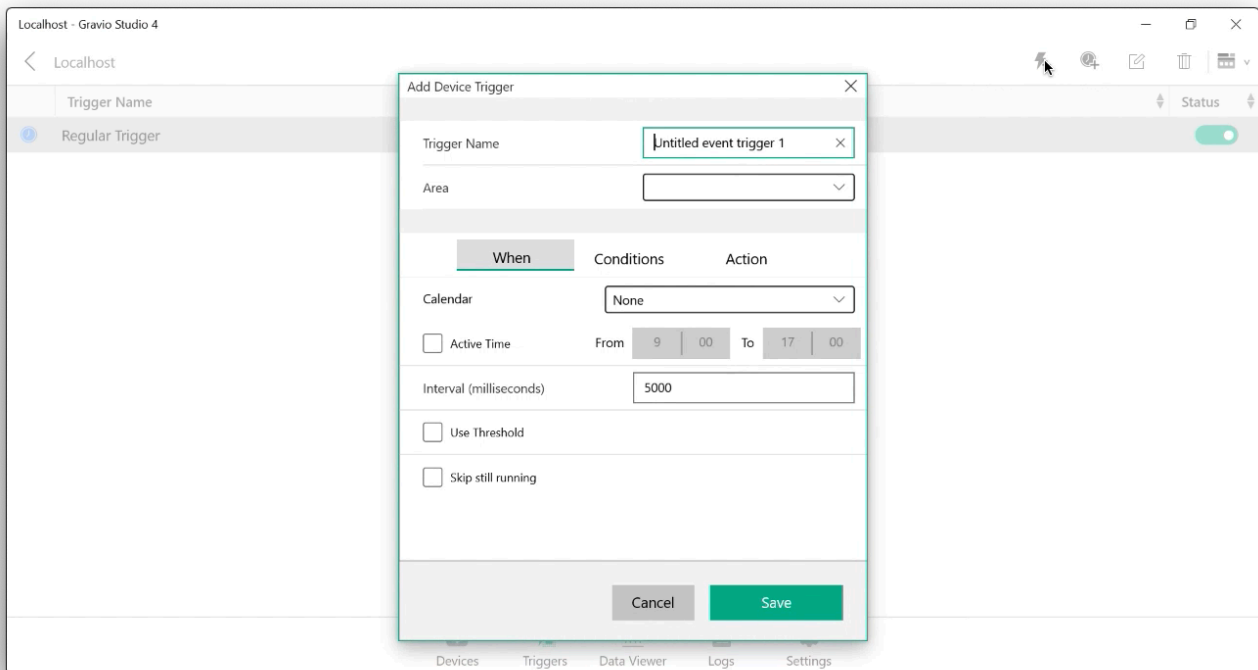 Localhost - Gravio Studio 4
Localhost
Trigger Name Status
Regular Trigger
Add Device Trigger
Trigger Name Untitled event trigger 1
Area
When Conditions Action
Calendar None
Active Time From 9 00 To 17 00
Interval (milliseconds) 5000
Use Threshold
Skip still running
Cancel Save
Devices Triggers Data Viewer Logs Settings